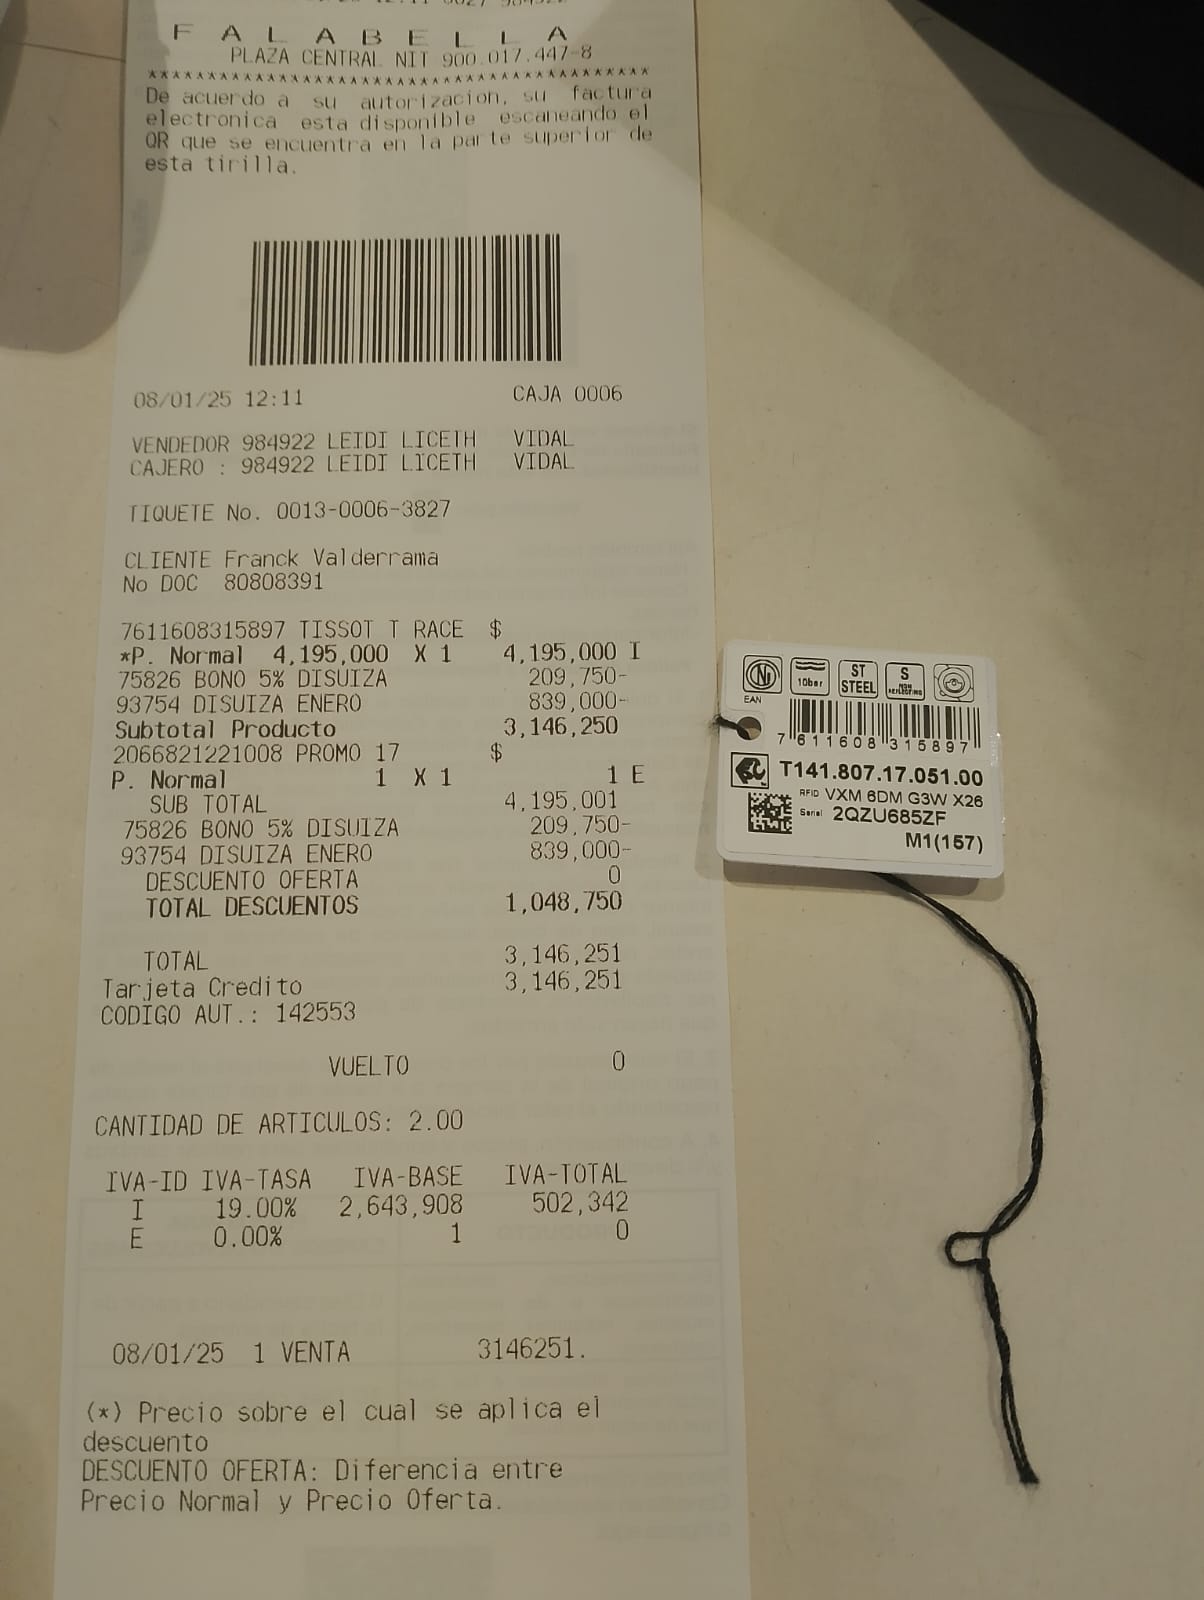 F A L A B E L L A
PLAZA CENTRAL NIT 900.017.447-8
******************************************
De acuerdo a su autorizacion, su factura
electronica esta disponible escaneando el
QR que se encuentra en la parte superior de
esta tirilla.
08/01/25 12:11 CAJA 0006
VENDEDOR 984922 LEIDI LICETH VIDAL
CAJERO : 984922 LEIDI LICETH VIDAL
TIQUETE No. 0013-0006-3827
CLIENTE Franck Valderrama
No DOC 80808391
7611608315897 TISSOT T RACE $
*P. Normal 4,195,000 X 1 4,195,000 I
75826 BONO 5% DISUIZA 209,750-
93754 DISUIZA ENERO 839,000-
Subtotal Producto 3,146,250
2066821221008 PROMO 17 $
P. Normal 1 X 1 1 E
SUB TOTAL 4,195,001
75826 BONO 5% DISUIZA 209,750-
93754 DISUIZA ENERO 839,000-
DESCUENTO OFERTA 0
TOTAL DESCUENTOS 1,048,750
TOTAL 3,146,251
Tarjeta Credito 3,146,251
CODIGO AUT.: 142553
VUELTO 0
CANTIDAD DE ARTICULOS: 2.00
IVA-ID IVA-TASA IVA-BASE IVA-TOTAL
I 19.00% 2,643,908 502,342
E 0.00% 1 0
08/01/25 1 VENTA 3146251.
(*) Precio sobre el cual se aplica el
descuento
DESCUENTO OFERTA: Diferencia entre
Precio Normal y Precio Oferta.
N 10bar ST STEEL S NON REFLECTING
EAN
7 611608 315897
T141.807.17.051.00
RFID VXM 6DM G3W X26
Serial 2QZU685ZF
M1(157)